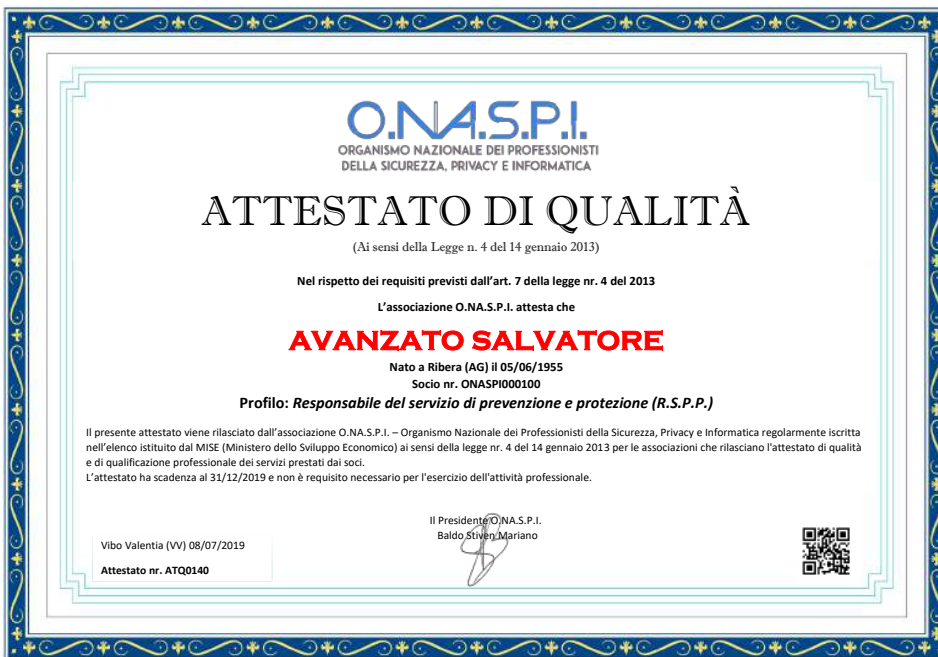 O.NA.S.P.I.
ORGANISMO NAZIONALE DEI PROFESSIONISTI
DELLA SICUREZZA, PRIVACY E INFORMATICA
ATTESTATO DI QUALITÀ
(Ai sensi della Legge n. 4 del 14 gennaio 2013)
Nel rispetto dei requisiti previsti dall'art. 7 della legge nr. 4 del 2013
L'associazione O.NA.S.P.I. attesta che
AVANZATO SALVATORE
Nato a Ribera (AG) il 05/06/1955
Socio nr. ONASPI000100
Profilo: Responsabile del servizio di prevenzione e protezione (R.S.P.P.)
Il presente attestato viene rilasciato dall'associazione O.NA.S.P.I. – Organismo Nazionale dei Professionisti della Sicurezza, Privacy e Informatica regolarmente iscritta
nell'elenco istituito dal MISE (Ministero dello Sviluppo Economico) ai sensi della legge nr. 4 del 14 gennaio 2013 per le associazioni che rilasciano l'attestato di qualità
e di qualificazione professionale dei servizi prestati dai soci.
L'attestato ha scadenza al 31/12/2019 e non è requisito necessario per l'esercizio dell'attività professionale.
Il Presidente O.NA.S.P.I.
Baldo Stiven Mariano
Vibo Valentia (VV) 08/07/2019
Attestato nr. ATQ0140